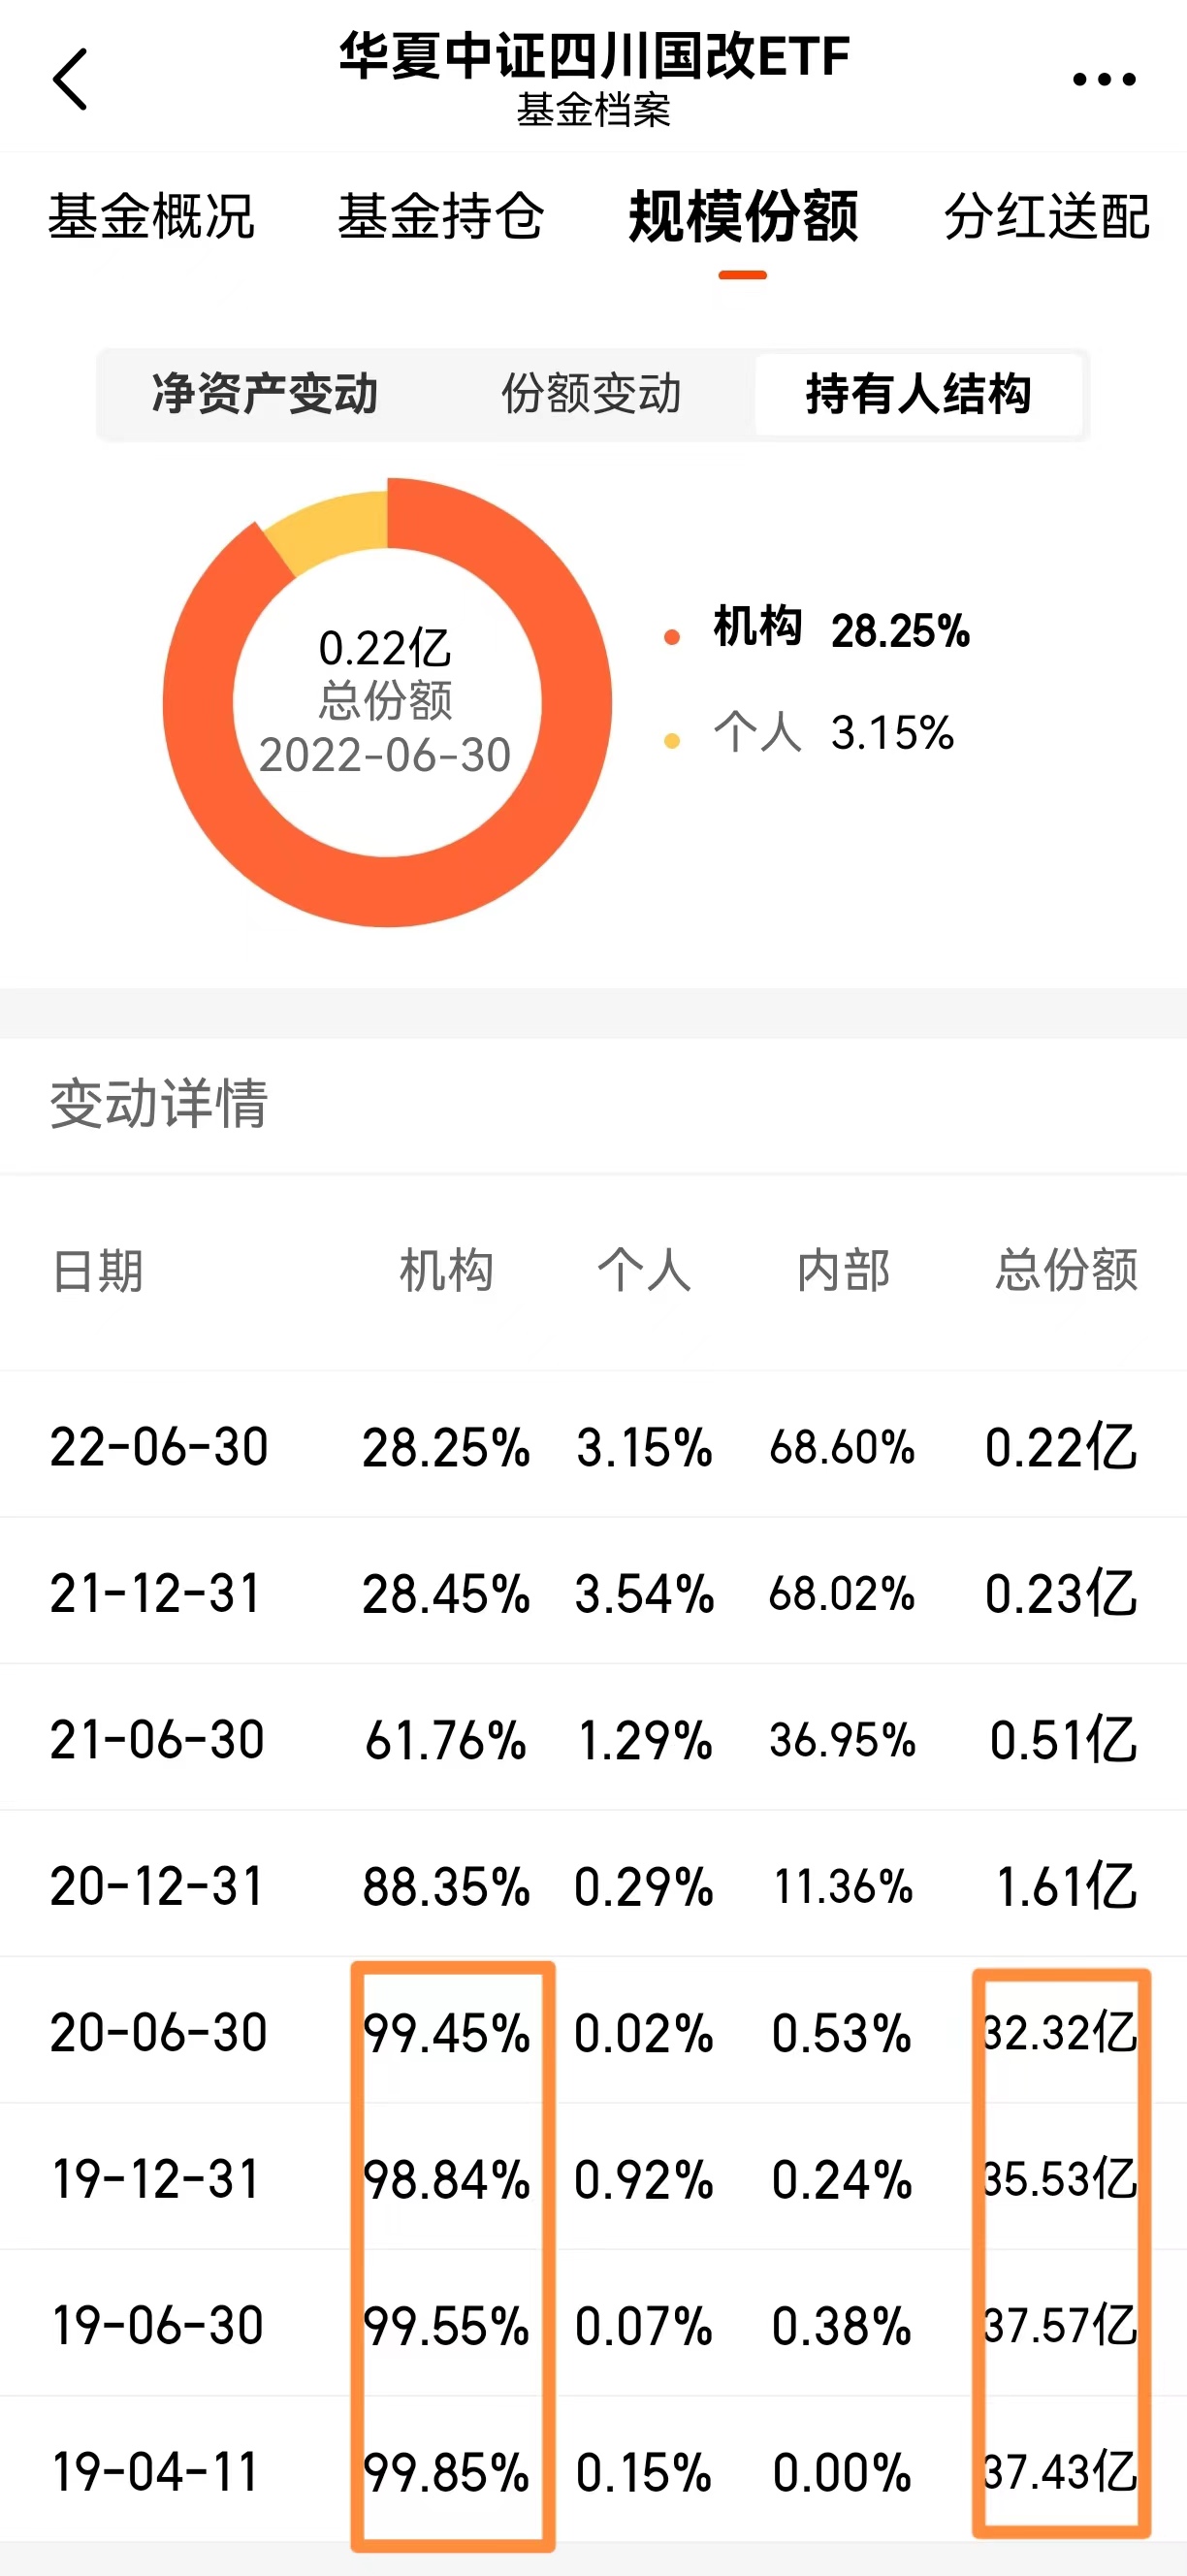 华夏中证四川国改ETF
基金档案
基金概况 基金持仓 规模份额 分红送配
净资产变动 份额变动 持有人结构
0.22亿
总份额
2022-06-30
机构 28.25%
个人 3.15%
变动详情
日期 机构 个人 内部 总份额
22-06-30 28.25% 3.15% 68.60% 0.22亿
21-12-31 28.45% 3.54% 68.02% 0.23亿
21-06-30 61.76% 1.29% 36.95% 0.51亿
20-12-31 88.35% 0.29% 11.36% 1.61亿
20-06-30 99.45% 0.02% 0.53% 32.32亿
19-12-31 98.84% 0.92% 0.24% 35.53亿
19-06-30 99.55% 0.07% 0.38% 37.57亿
19-04-11 99.85% 0.15% 0.00% 37.43亿